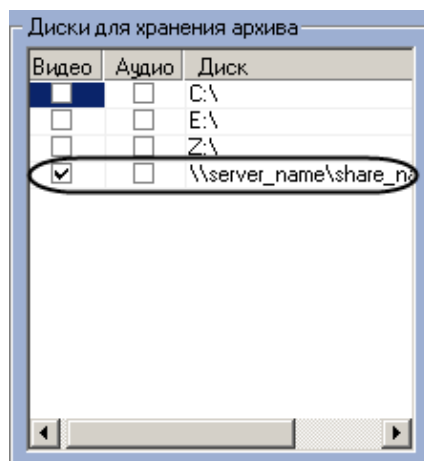 Диски для хранения архива
Видео Аудио Диск
C:\
E:\
Z:\
\\server_name\share_na